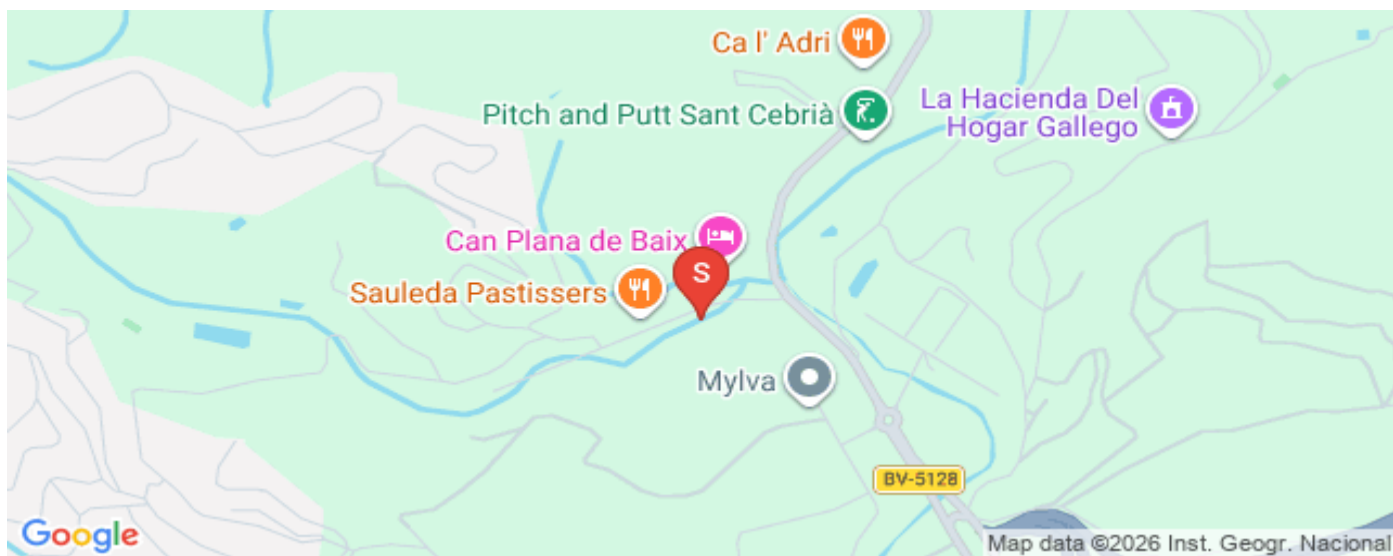 Ca l' Adri
Pitch and Putt Sant Cebrià
La Hacienda Del
Hogar Gallego
Can Plana de Baix
S
Sauleda Pastissers
Mylva
BV-5128
Google
Map data ©2026 Inst. Geogr. Nacional